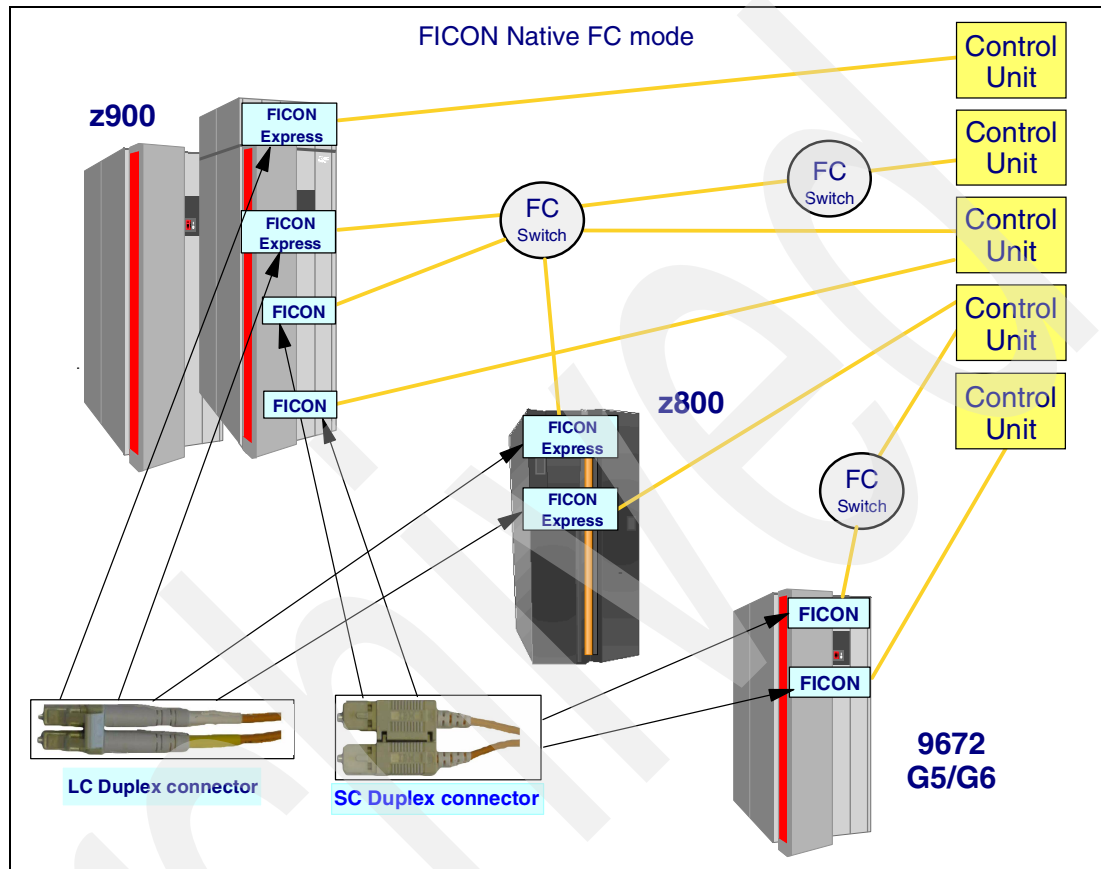 FICON Native FC mode
z900
FICON
Express
FICON
Express
FICON
FICON
FC
Switch
FC
Switch
Control
Unit
Control
Unit
Control
Unit
Control
Unit
Control
Unit
z800
FICON
Express
FICON
Express
FC
Switch
FICON
FICON
9672
G5/G6
LC Duplex connector
SC Duplex connector